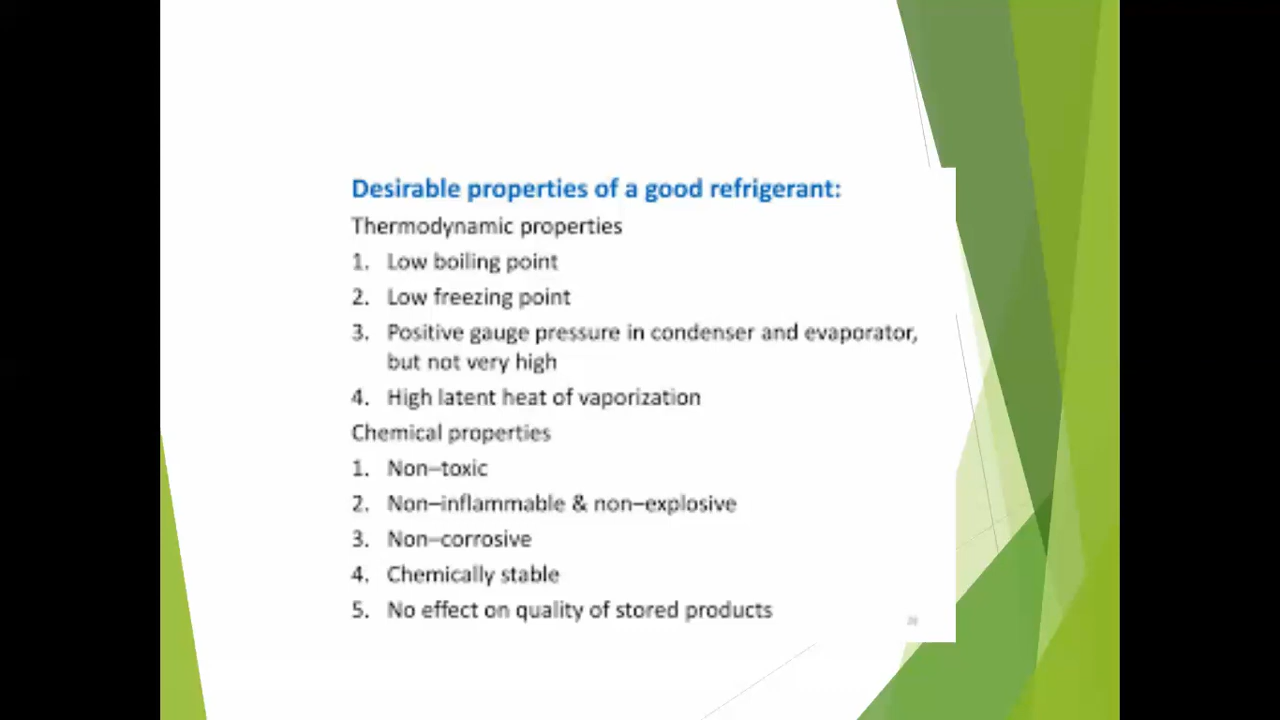 Desirable properties of a good refrigerant:
Thermodynamic properties
1. Low boiling point
2. Low freezing point
3. Positive gauge pressure in condenser and evaporator,
but not very high
4. High latent heat of vaporization
Chemical properties
1. Non–toxic
2. Non–inflammable & non–explosive
3. Non–corrosive
4. Chemically stable
5. No effect on quality of stored products